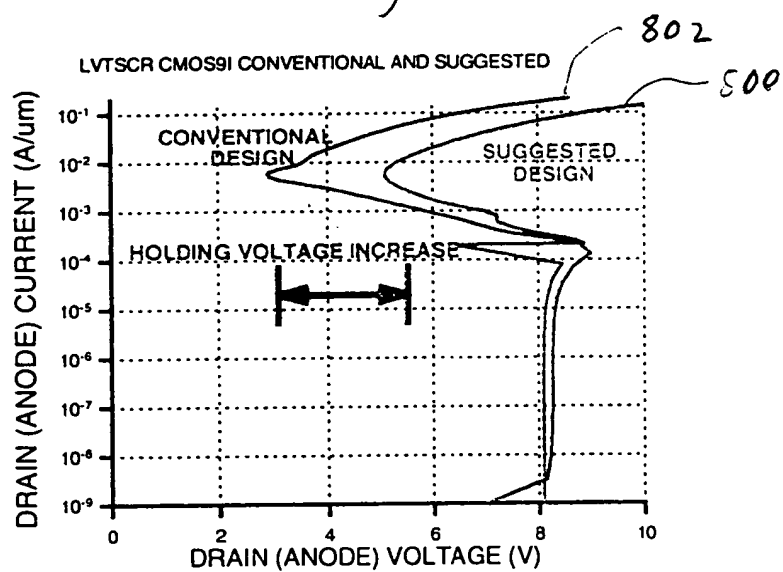 802
LVTSCR CMOS9I CONVENTIONAL AND SUGGESTED
800
DRAIN (ANODE) CURRENT (A/um)
10-1
10-2
10-3
10-4
10-5
10-6
10-7
10-8
10-9
CONVENTIONAL
DESIGN
SUGGESTED
DESIGN
HOLDING VOLTAGE INCREASE
0 2 4 6 8 10
DRAIN (ANODE) VOLTAGE (V)